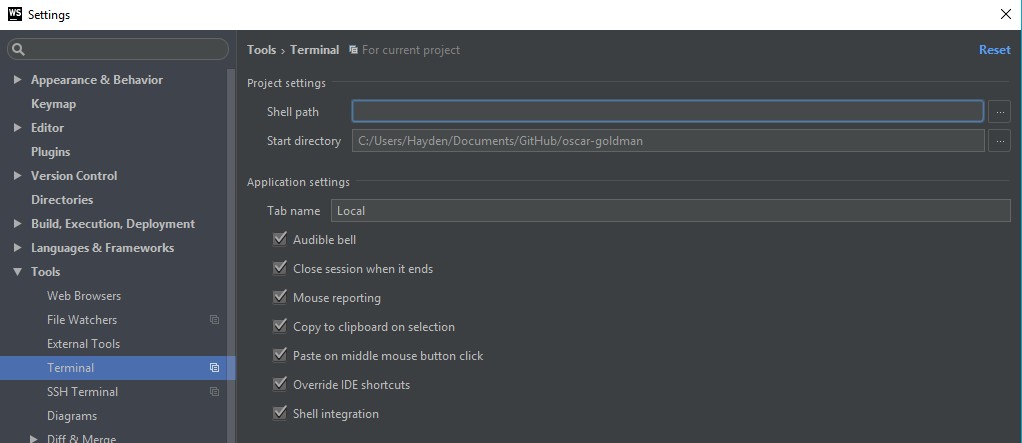 WS Settings
Tools › Terminal For current project Reset
Appearance & Behavior
Keymap
Editor
Plugins
Version Control
Directories
Build, Execution, Deployment
Languages & Frameworks
Tools
Web Browsers
File Watchers
External Tools
Terminal
SSH Terminal
Diagrams
Diff & Merge
Project settings
Shell path ...
Start directory C:/Users/Hayden/Documents/GitHub/oscar-goldman ...
Application settings
Tab name Local
Audible bell
Close session when it ends
Mouse reporting
Copy to clipboard on selection
Paste on middle mouse button click
Override IDE shortcuts
Shell integration